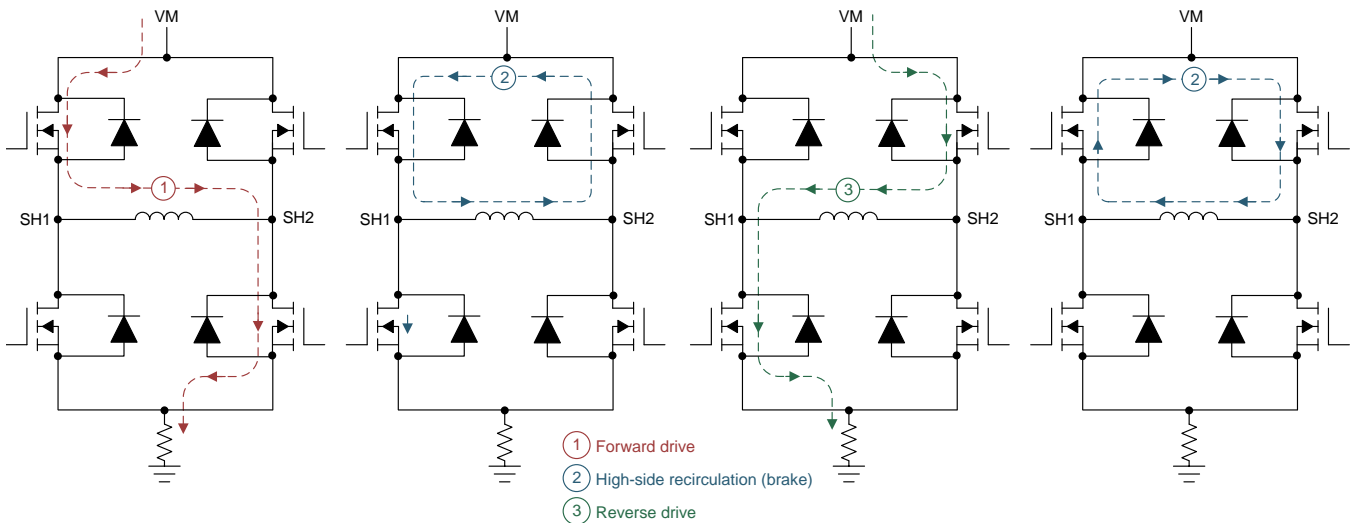 VM
VM
VM
VM
1
2
3
2
SH1
SH2
SH1
SH2
SH1
SH2
SH1
SH2
1 Forward drive
2 High-side recirculation (brake)
3 Reverse drive